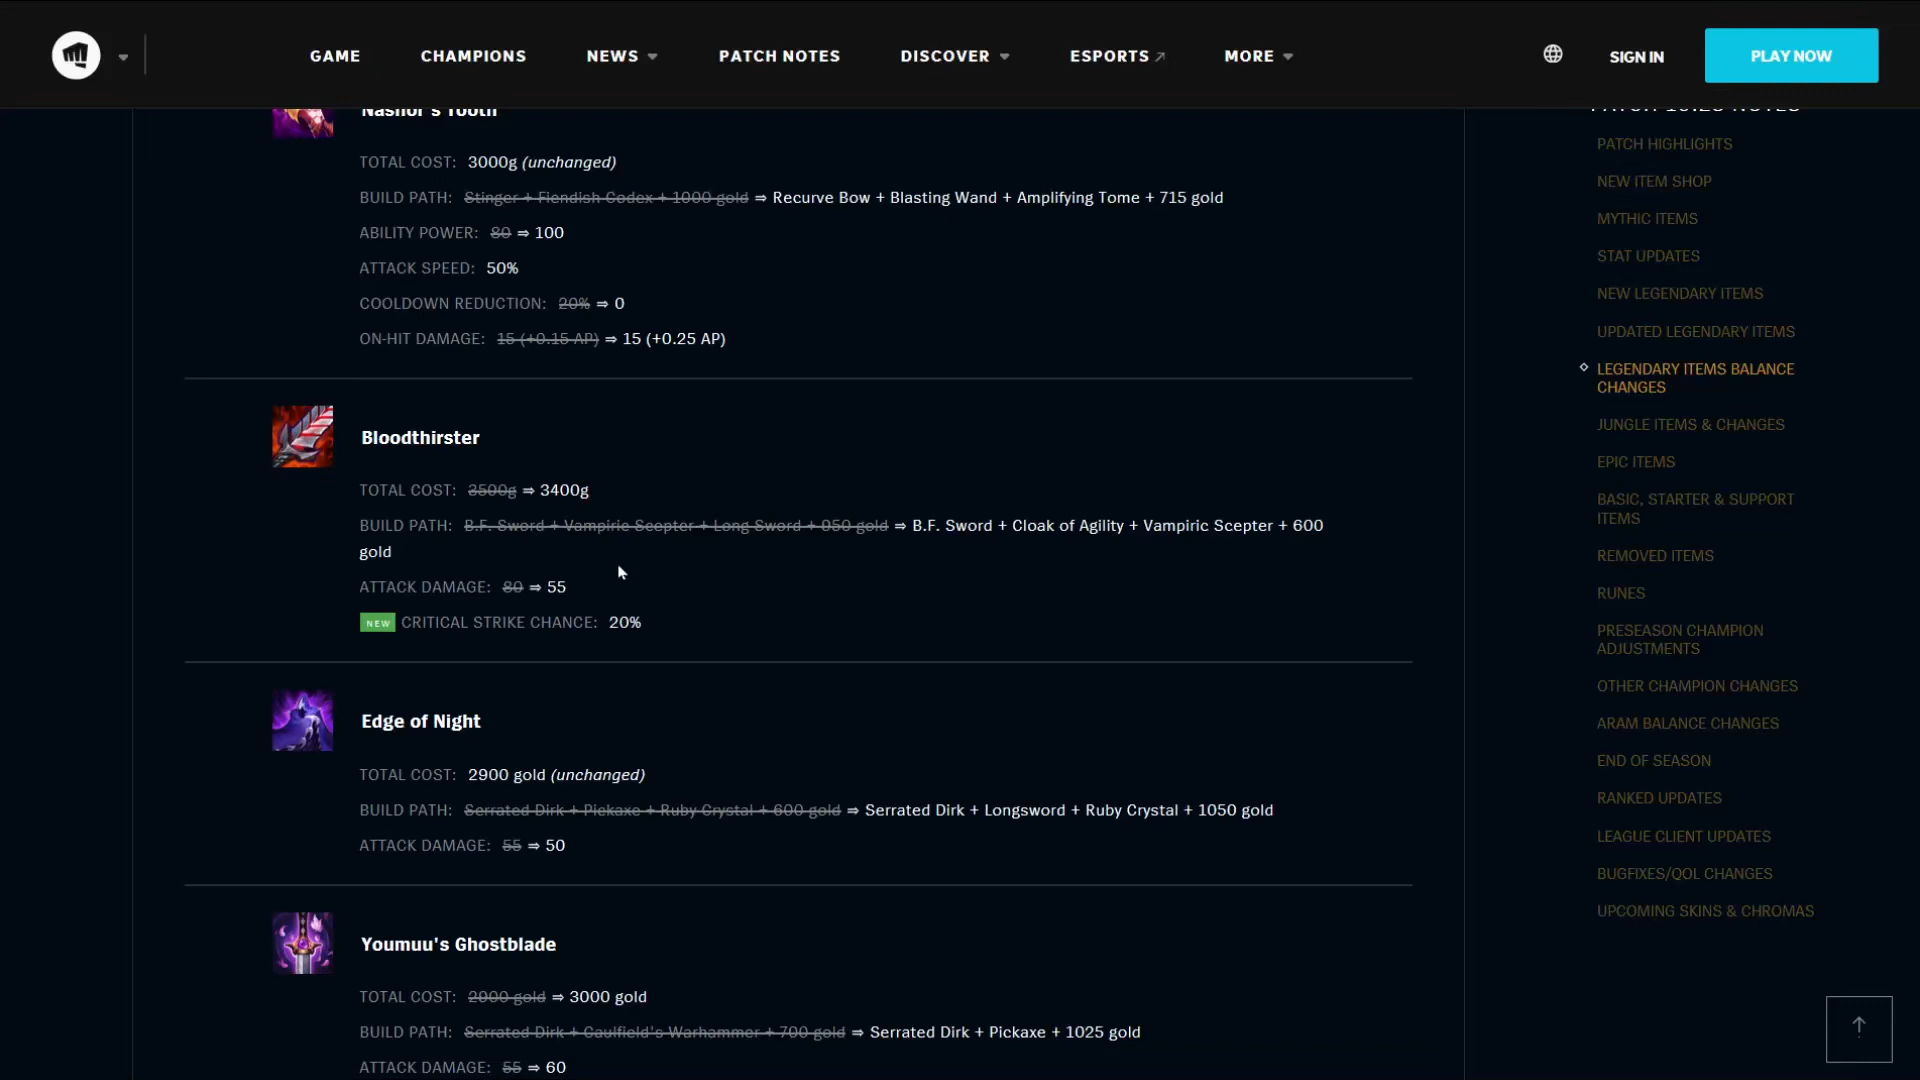 GAME
CHAMPIONS
NEWS
PATCH NOTES
DISCOVER
ESPORTS
MORE
SIGN IN
PLAY NOW
Nashor's Tooth
TOTAL COST: 3000g (unchanged)
BUILD PATH: Stinger + Fiendish Codex + 1000 gold ⇒ Recurve Bow + Blasting Wand + Amplifying Tome + 715 gold
ABILITY POWER: 80 ⇒ 100
ATTACK SPEED: 50%
COOLDOWN REDUCTION: 20% ⇒ 0
ON-HIT DAMAGE: 15 (+0.15 AP) ⇒ 15 (+0.25 AP)
Bloodthirster
TOTAL COST: 3500g ⇒ 3400g
BUILD PATH: B.F. Sword + Vampiric Scepter + Long Sword + 950 gold ⇒ B.F. Sword + Cloak of Agility + Vampiric Scepter + 600
gold
ATTACK DAMAGE: 80 ⇒ 55
NEW CRITICAL STRIKE CHANCE: 20%
Edge of Night
TOTAL COST: 2900 gold (unchanged)
BUILD PATH: Serrated Dirk + Pickaxe + Ruby Crystal + 600 gold ⇒ Serrated Dirk + Longsword + Ruby Crystal + 1050 gold
ATTACK DAMAGE: 55 ⇒ 50
Youmuu's Ghostblade
TOTAL COST: 2900 gold ⇒ 3000 gold
BUILD PATH: Serrated Dirk + Caulfield's Warhammer + 700 gold ⇒ Serrated Dirk + Pickaxe + 1025 gold
ATTACK DAMAGE: 55 ⇒ 60
PATCH 10.23 NOTES
PATCH HIGHLIGHTS
NEW ITEM SHOP
MYTHIC ITEMS
STAT UPDATES
NEW LEGENDARY ITEMS
UPDATED LEGENDARY ITEMS
LEGENDARY ITEMS BALANCE
CHANGES
JUNGLE ITEMS & CHANGES
EPIC ITEMS
BASIC, STARTER & SUPPORT
ITEMS
REMOVED ITEMS
RUNES
PRESEASON CHAMPION
ADJUSTMENTS
OTHER CHAMPION CHANGES
ARAM BALANCE CHANGES
END OF SEASON
RANKED UPDATES
LEAGUE CLIENT UPDATES
BUGFIXES/QOL CHANGES
UPCOMING SKINS & CHROMAS